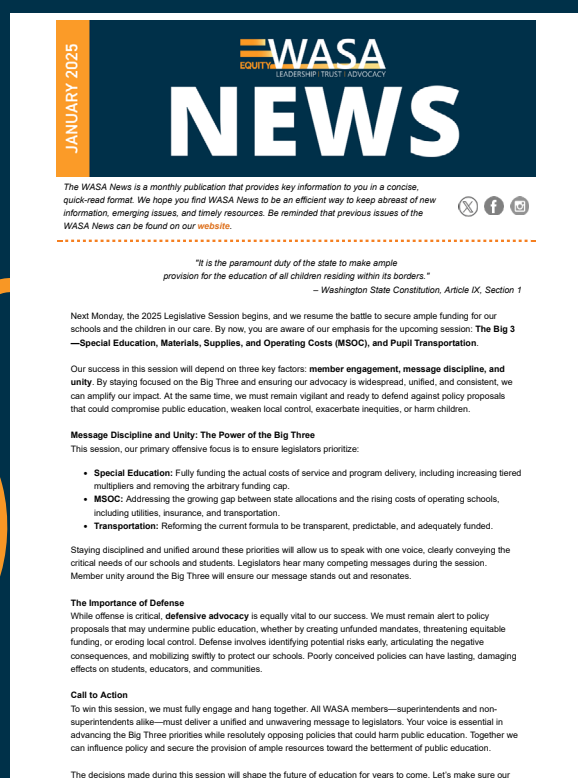 JANUARY 2025
EQUITY WASA
LEADERSHIP | TRUST | ADVOCACY
NEWS
The WASA News is a monthly publication that provides key information to you in a concise,
quick-read format. We hope you find WASA News to be an efficient way to keep abreast of new
information, emerging issues, and timely resources. Be reminded that previous issues of the
WASA News can be found on our website.
"It is the paramount duty of the state to make ample
provision for the education of all children residing within its borders."
– Washington State Constitution, Article IX, Section 1
Next Monday, the 2025 Legislative Session begins, and we resume the battle to secure ample funding for our
schools and the children in our care. By now, you are aware of our emphasis for the upcoming session: The Big 3
—Special Education, Materials, Supplies, and Operating Costs (MSOC), and Pupil Transportation.
Our success in this session will depend on three key factors: member engagement, message discipline, and
unity. By staying focused on the Big Three and ensuring our advocacy is widespread, unified, and consistent, we
can amplify our impact. At the same time, we must remain vigilant and ready to defend against policy proposals
that could compromise public education, weaken local control, exacerbate inequities, or harm children.
Message Discipline and Unity: The Power of the Big Three
This session, our primary offensive focus is to ensure legislators prioritize:
• Special Education: Fully funding the actual costs of service and program delivery, including increasing tiered
multipliers and removing the arbitrary funding cap.
• MSOC: Addressing the growing gap between state allocations and the rising costs of operating schools,
including utilities, insurance, and transportation.
• Transportation: Reforming the current formula to be transparent, predictable, and adequately funded.
Staying disciplined and unified around these priorities will allow us to speak with one voice, clearly conveying the
critical needs of our schools and students. Legislators hear many competing messages during the session.
Member unity around the Big Three will ensure our message stands out and resonates.
The Importance of Defense
While offense is critical, defensive advocacy is equally vital to our success. We must remain alert to policy
proposals that may undermine public education, whether by creating unfunded mandates, threatening equitable
funding, or eroding local control. Defense involves identifying potential risks early, articulating the negative
consequences, and mobilizing swiftly to protect our schools. Poorly conceived policies can have lasting, damaging
effects on students, educators, and communities.
Call to Action
To win this session, we must fully engage and hang together. All WASA members—superintendents and non-
superintendents alike—must deliver a unified and unwavering message to legislators. Your voice is essential in
advancing the Big Three priorities while resolutely opposing policies that could harm public education. Together we
can influence policy and secure the provision of ample resources toward the betterment of public education.
The decisions made during this session will shape the future of education for years to come. Let's make sure our